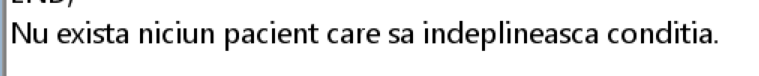 Nu exista niciun pacient care sa indeplineasca conditia.